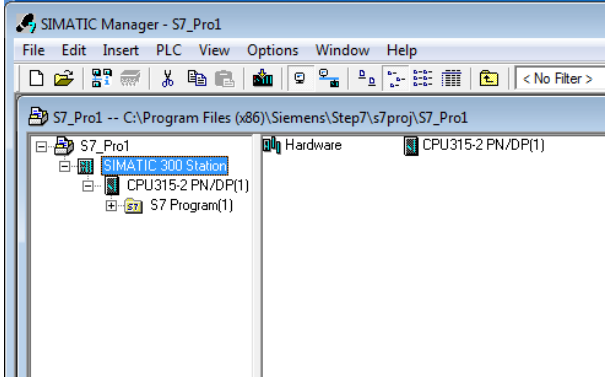 SIMATIC Manager - S7_Pro1
File Edit Insert PLC View Options Window Help
< No Filter >
S7_Pro1 -- C:\Program Files (x86)\Siemens\Step7\s7proj\S7_Pro1
S7_Pro1
SIMATIC 300 Station
CPU315-2 PN/DP(1)
S7 Program(1)
Hardware CPU315-2 PN/DP(1)